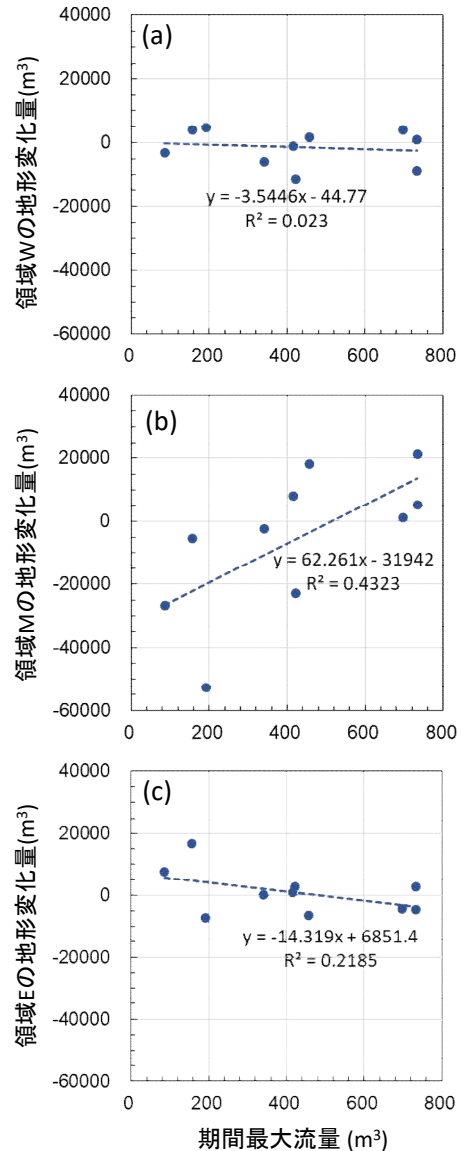 (a)
領域Wの地形変化量(m³)
40000
20000
0
-20000
-40000
-60000
y = -3.5446x - 44.77
R² = 0.023
0 200 400 600 800
(b)
領域Mの地形変化量(m³)
40000
20000
0
-20000
-40000
-60000
y = 62.261x - 31942
R² = 0.4323
0 200 400 600 800
(c)
領域Eの地形変化量(m³)
40000
20000
0
-20000
-40000
-60000
y = -14.319x + 6851.4
R² = 0.2185
0 200 400 600 800
期間最大流量 (m³)